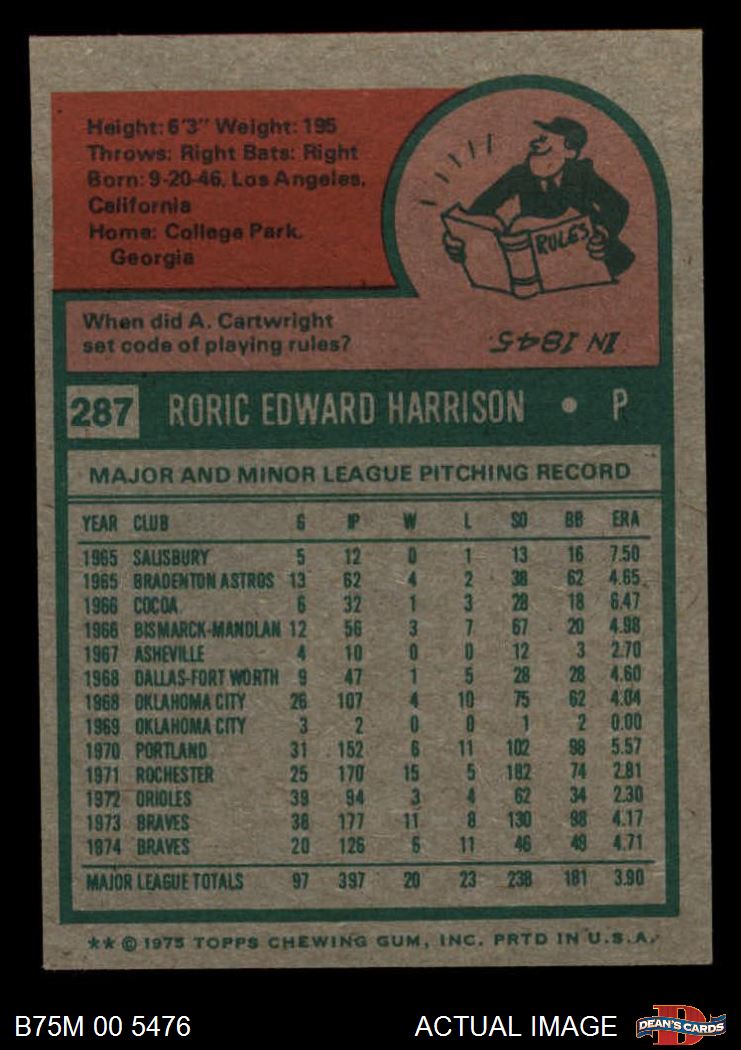 Height: 6'3" Weight: 195
Throws: Right Bats: Right
Born: 9-20-46, Los Angeles,
California
Home: College Park,
Georgia
RULES
When did A. Cartwright
set code of playing rules?
IN 1845.
287 RORIC EDWARD HARRISON • P
MAJOR AND MINOR LEAGUE PITCHING RECORD
YEAR CLUB G IP W L SO BB ERA
1965 SALISBURY 5 12 0 1 13 16 7.50
1965 BRADENTON ASTROS 13 62 4 2 38 62 4.65
1966 COCOA 6 32 1 3 28 18 6.47
1966 BISMARCK-MANDLAN 12 56 3 7 67 20 4.98
1967 ASHEVILLE 4 10 0 0 12 3 2.70
1968 DALLAS-FORT WORTH 9 47 1 5 28 28 4.60
1968 OKLAHOMA CITY 26 107 4 10 75 62 4.04
1969 OKLAHOMA CITY 3 2 0 0 1 2 0.00
1970 PORTLAND 31 152 6 11 102 98 5.57
1971 ROCHESTER 25 170 15 5 182 74 2.81
1972 ORIOLES 39 94 3 4 62 34 2.30
1973 BRAVES 38 177 11 8 130 98 4.17
1974 BRAVES 20 126 6 11 46 49 4.71
MAJOR LEAGUE TOTALS 97 397 20 23 238 181 3.90
** © 1975 TOPPS CHEWING GUM, INC. PRTD IN U.S.A.
B75M 00 5476 ACTUAL IMAGE DEAN'S CARDS